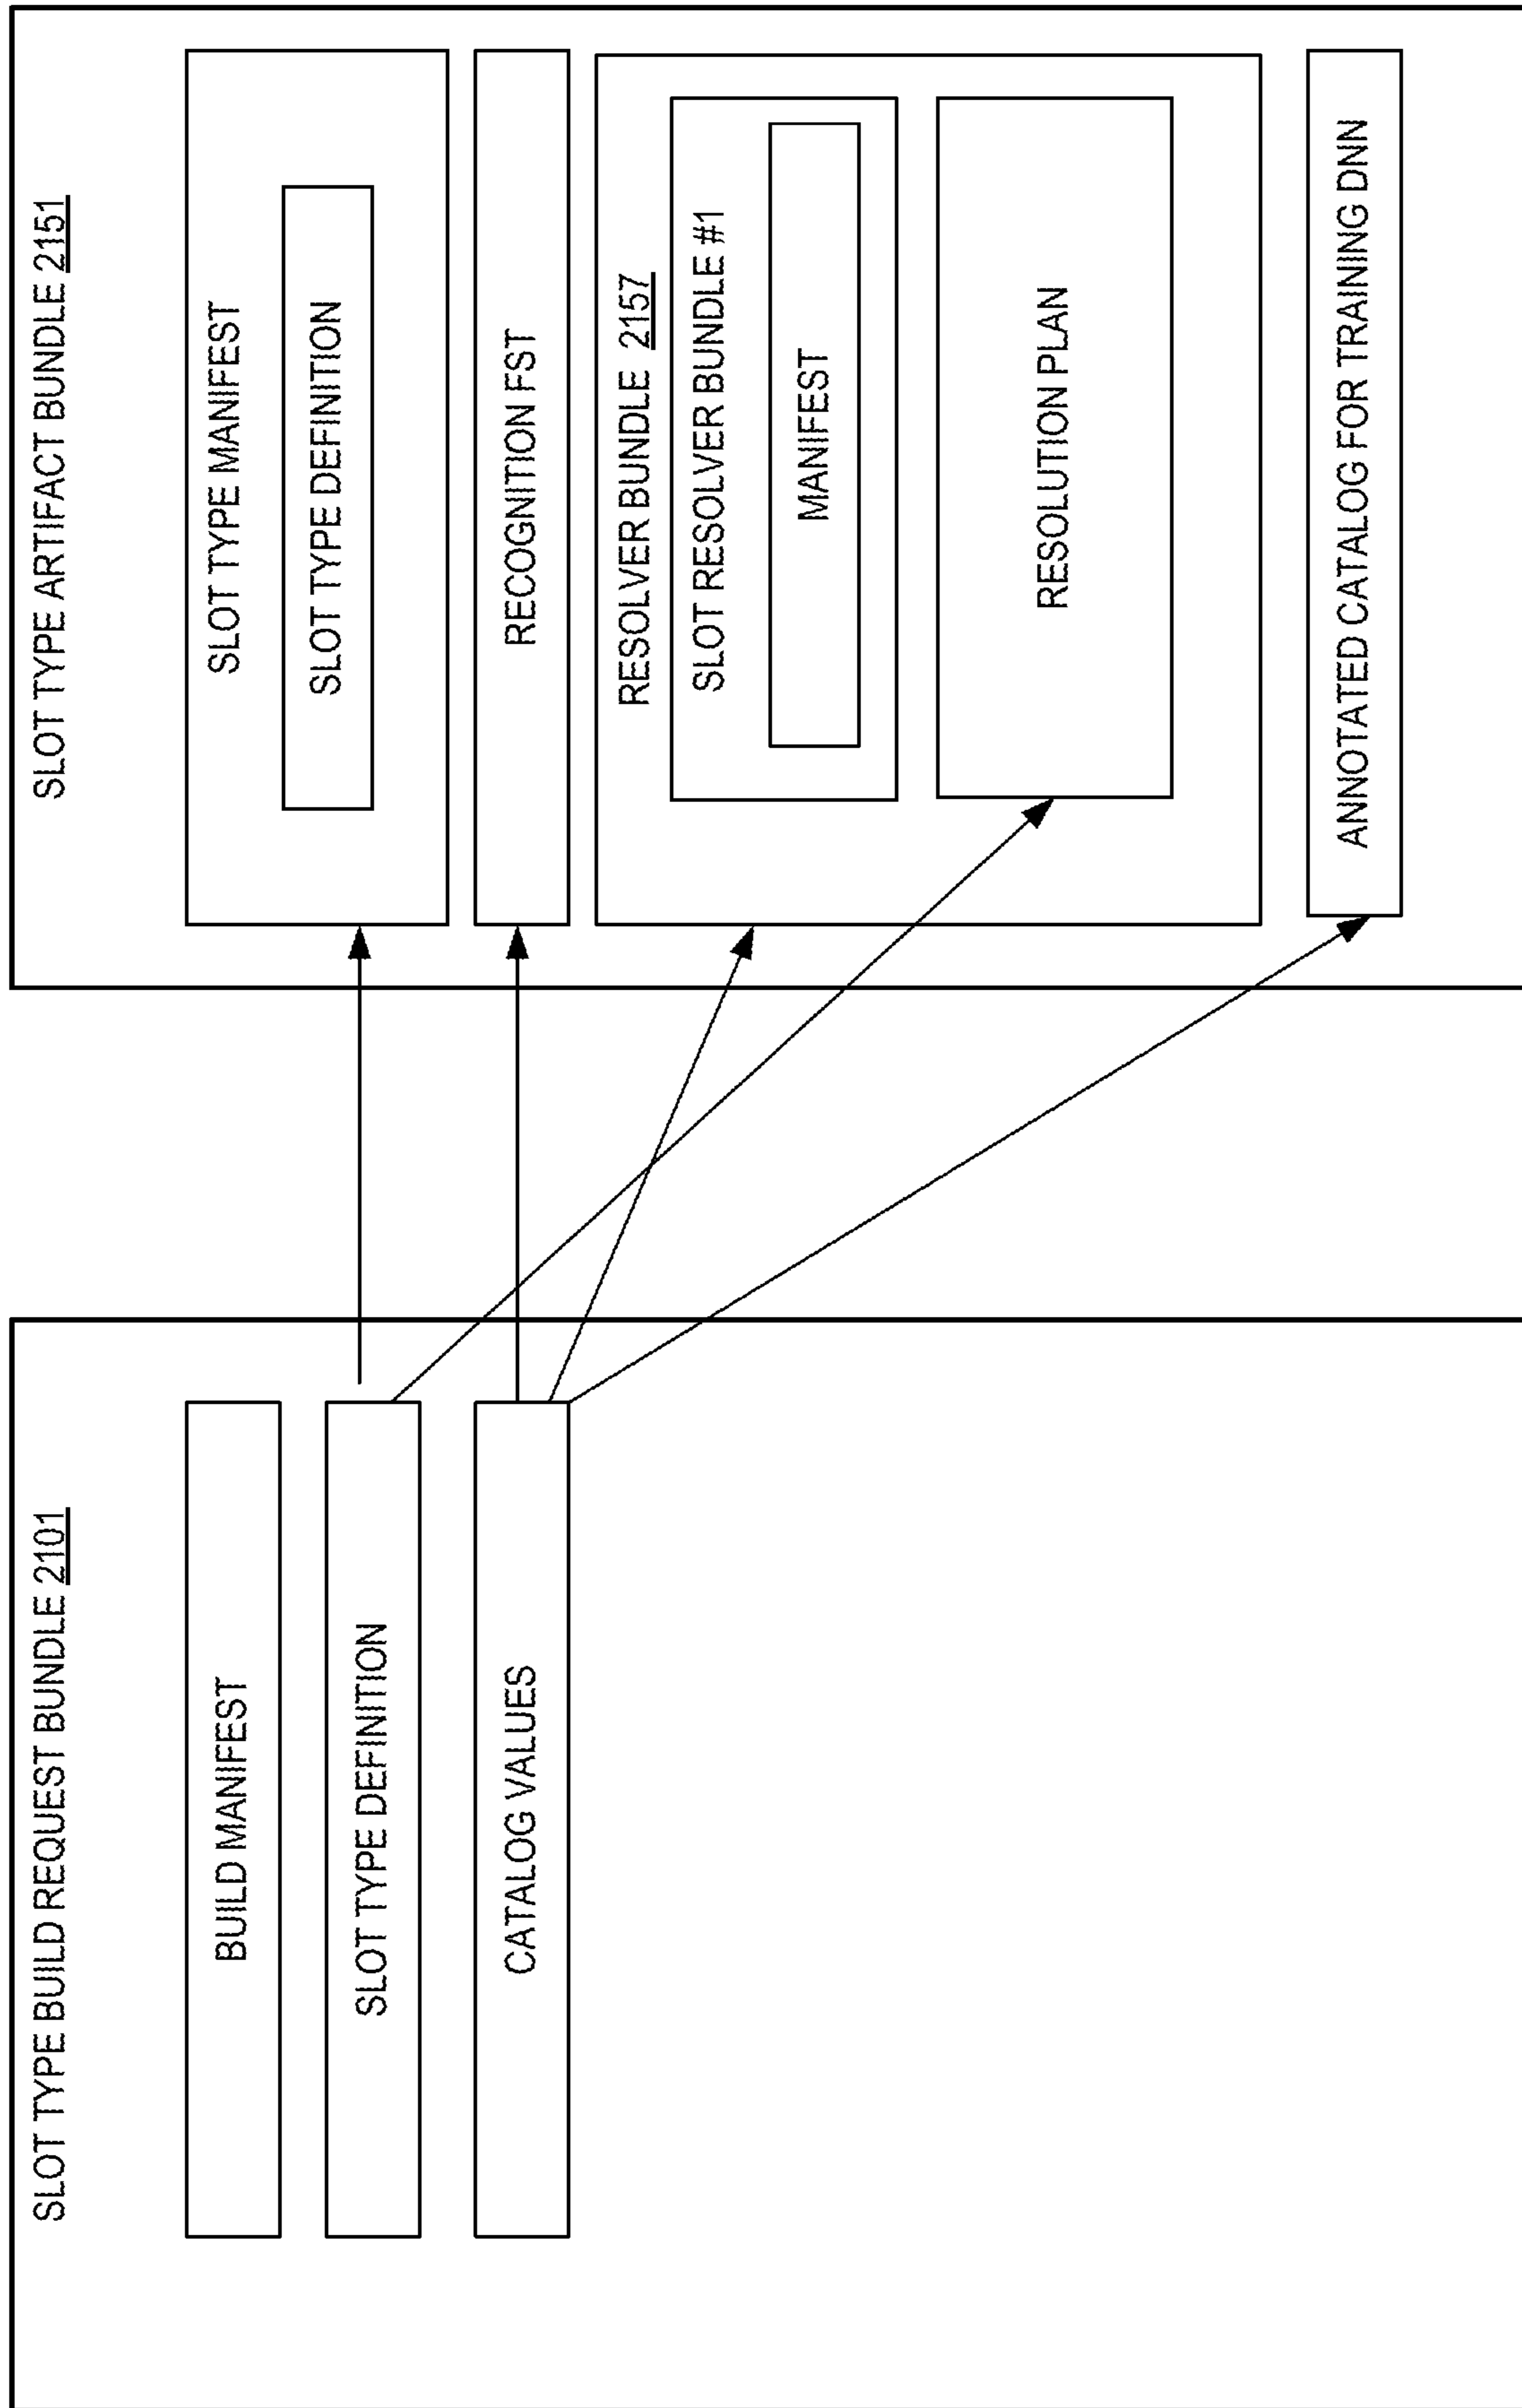 SLOT TYPE BUILD REQUEST BUNDLE 2101
BUILD MANIFEST
SLOT TYPE DEFINITION
CATALOG VALUES
SLOT TYPE ARTIFACT BUNDLE 2151
SLOT TYPE MANIFEST
SLOT TYPE DEFINITION
RECOGNITION FST
RESOLVER BUNDLE 2157
SLOT RESOLVER BUNDLE #1
MANIFEST
RESOLUTION PLAN
ANNOTATED CATALOG FOR TRAINING DNN